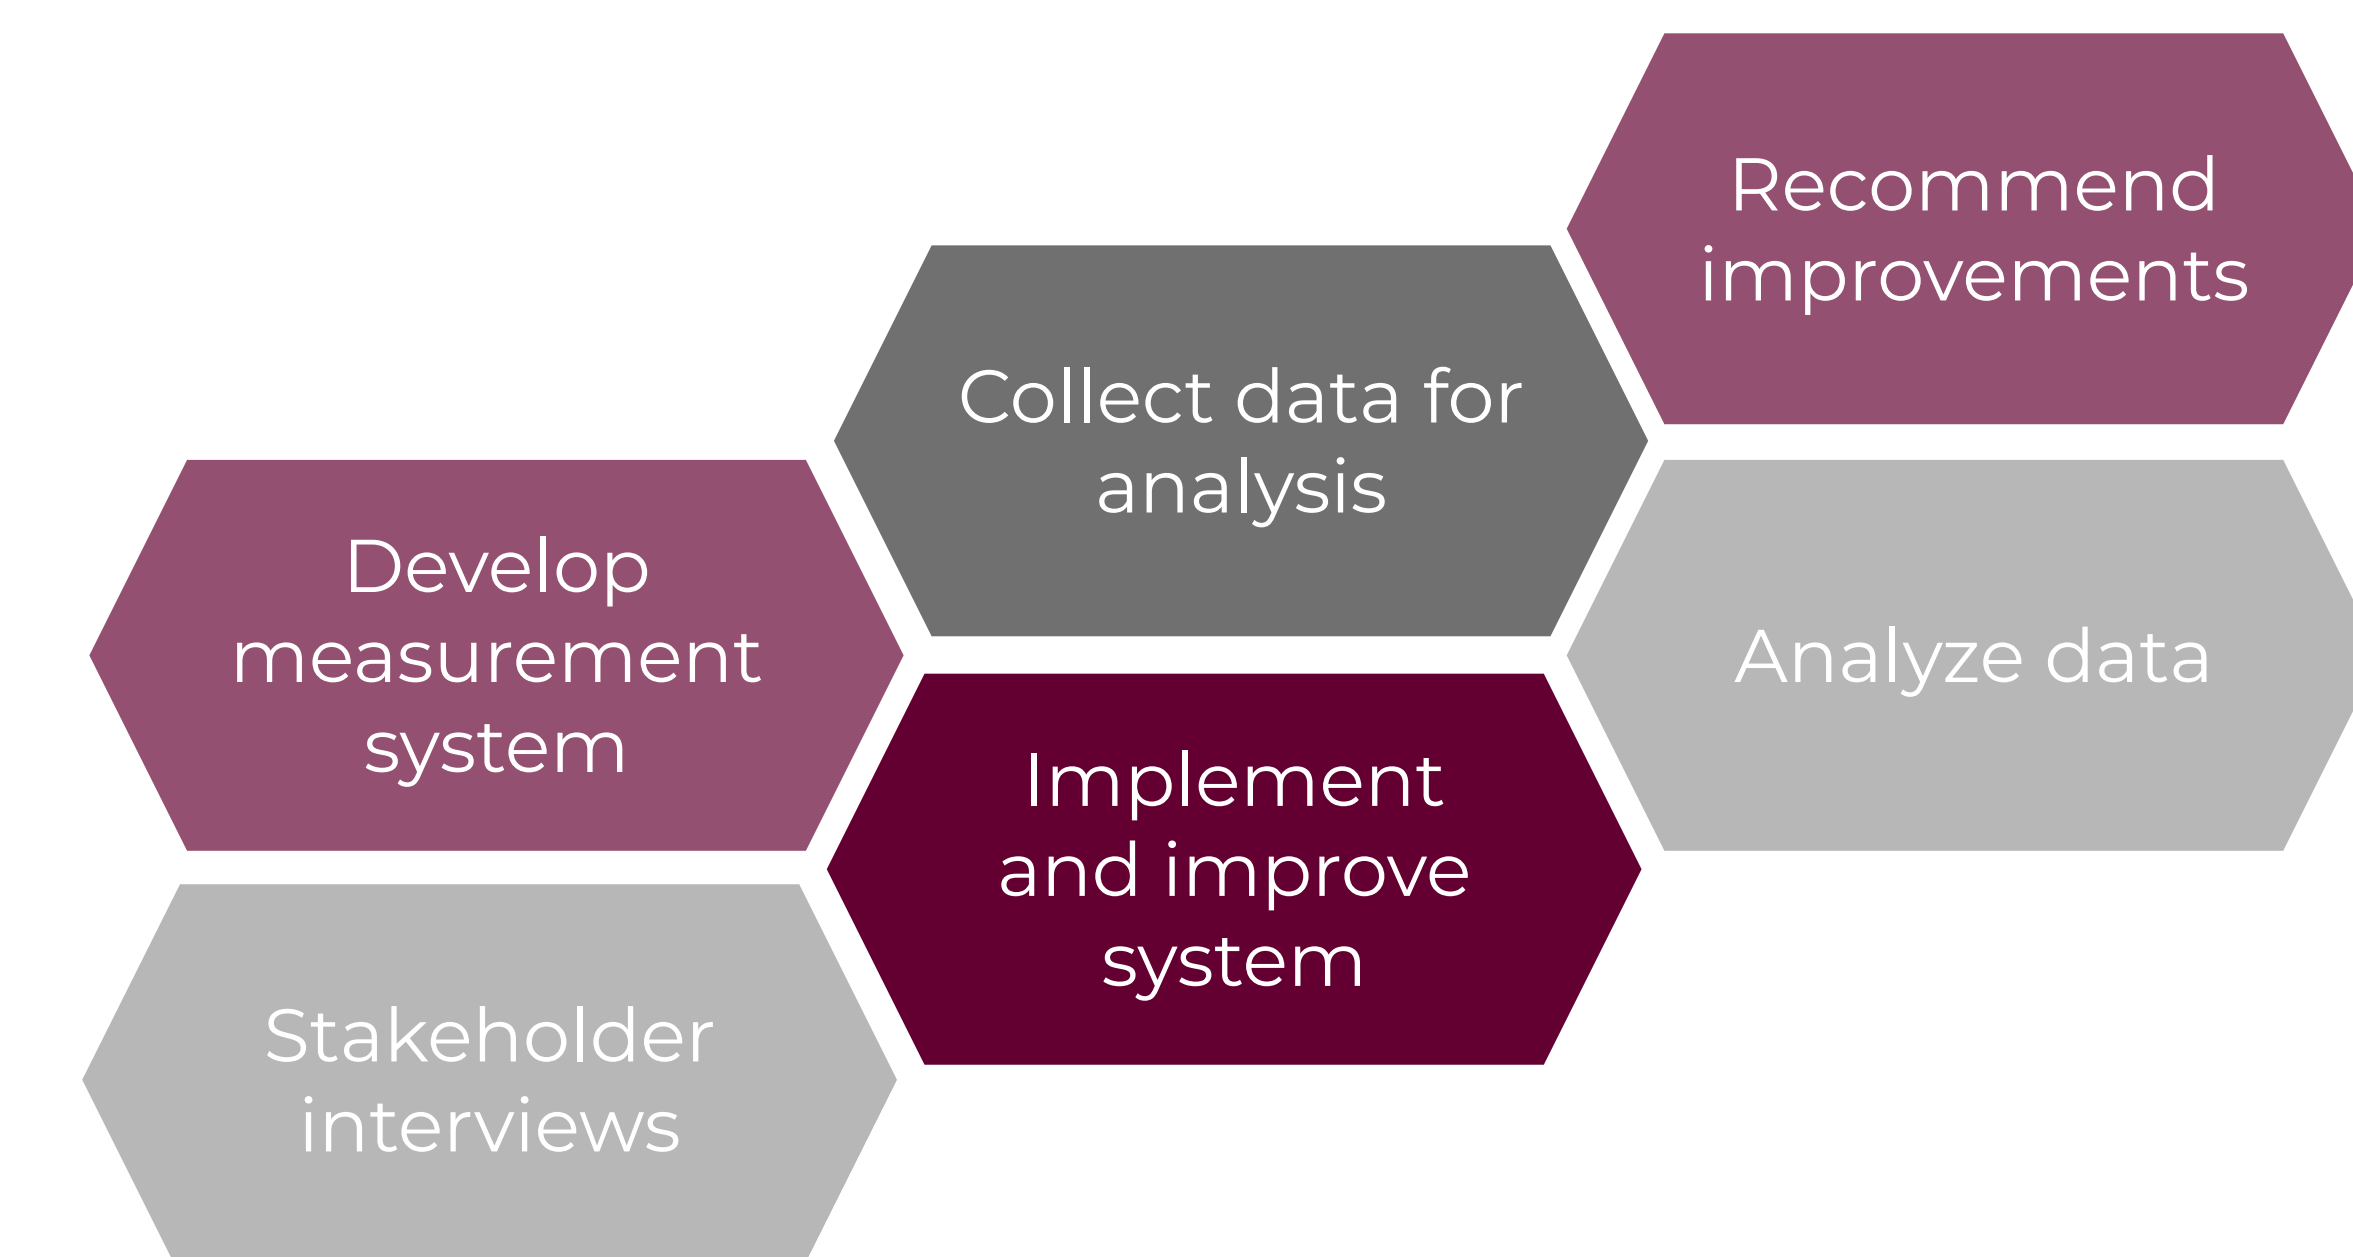 Recommend
improvements
Collect data for
analysis
Develop
measurement
system
Analyze data
Implement
and improve
system
Stakeholder
interviews